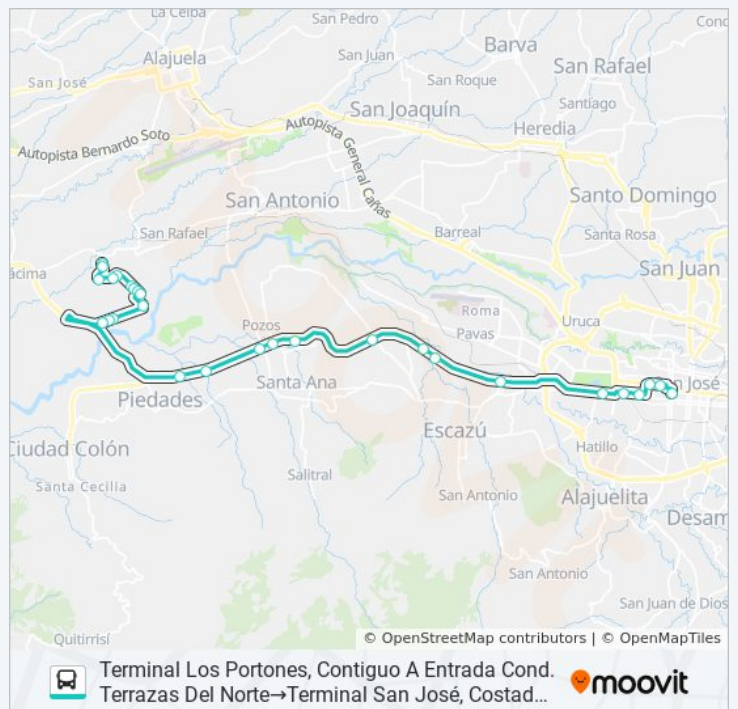 La Ceiba
San Pedro
Conc
Alajuela
San Juan
Barva
San Rafael
San José
San Roque
Santiago
San Joaquín
Heredia
Autopista Bernardo Soto
Autopista General Cañas
San Antonio
Santo Domingo
San Rafael
Barreal
Santa Rosa
San Juan
ácima
Roma
Pozos
Pavas
Uruca
Santa Ana
San José
Piedades
Escazú
Hatillo
Ciudad Colón
Salitral
Santa Cecilia
San Antonio
Alajuelita
Desam
San Antonio
San Juan de Dios
Quitirrisí
© OpenStreetMap contributors | © OpenMapTiles
Terminal Los Portones, Contiguo A Entrada Cond.
Terrazas Del Norte→Terminal San José, Costad...
moovit